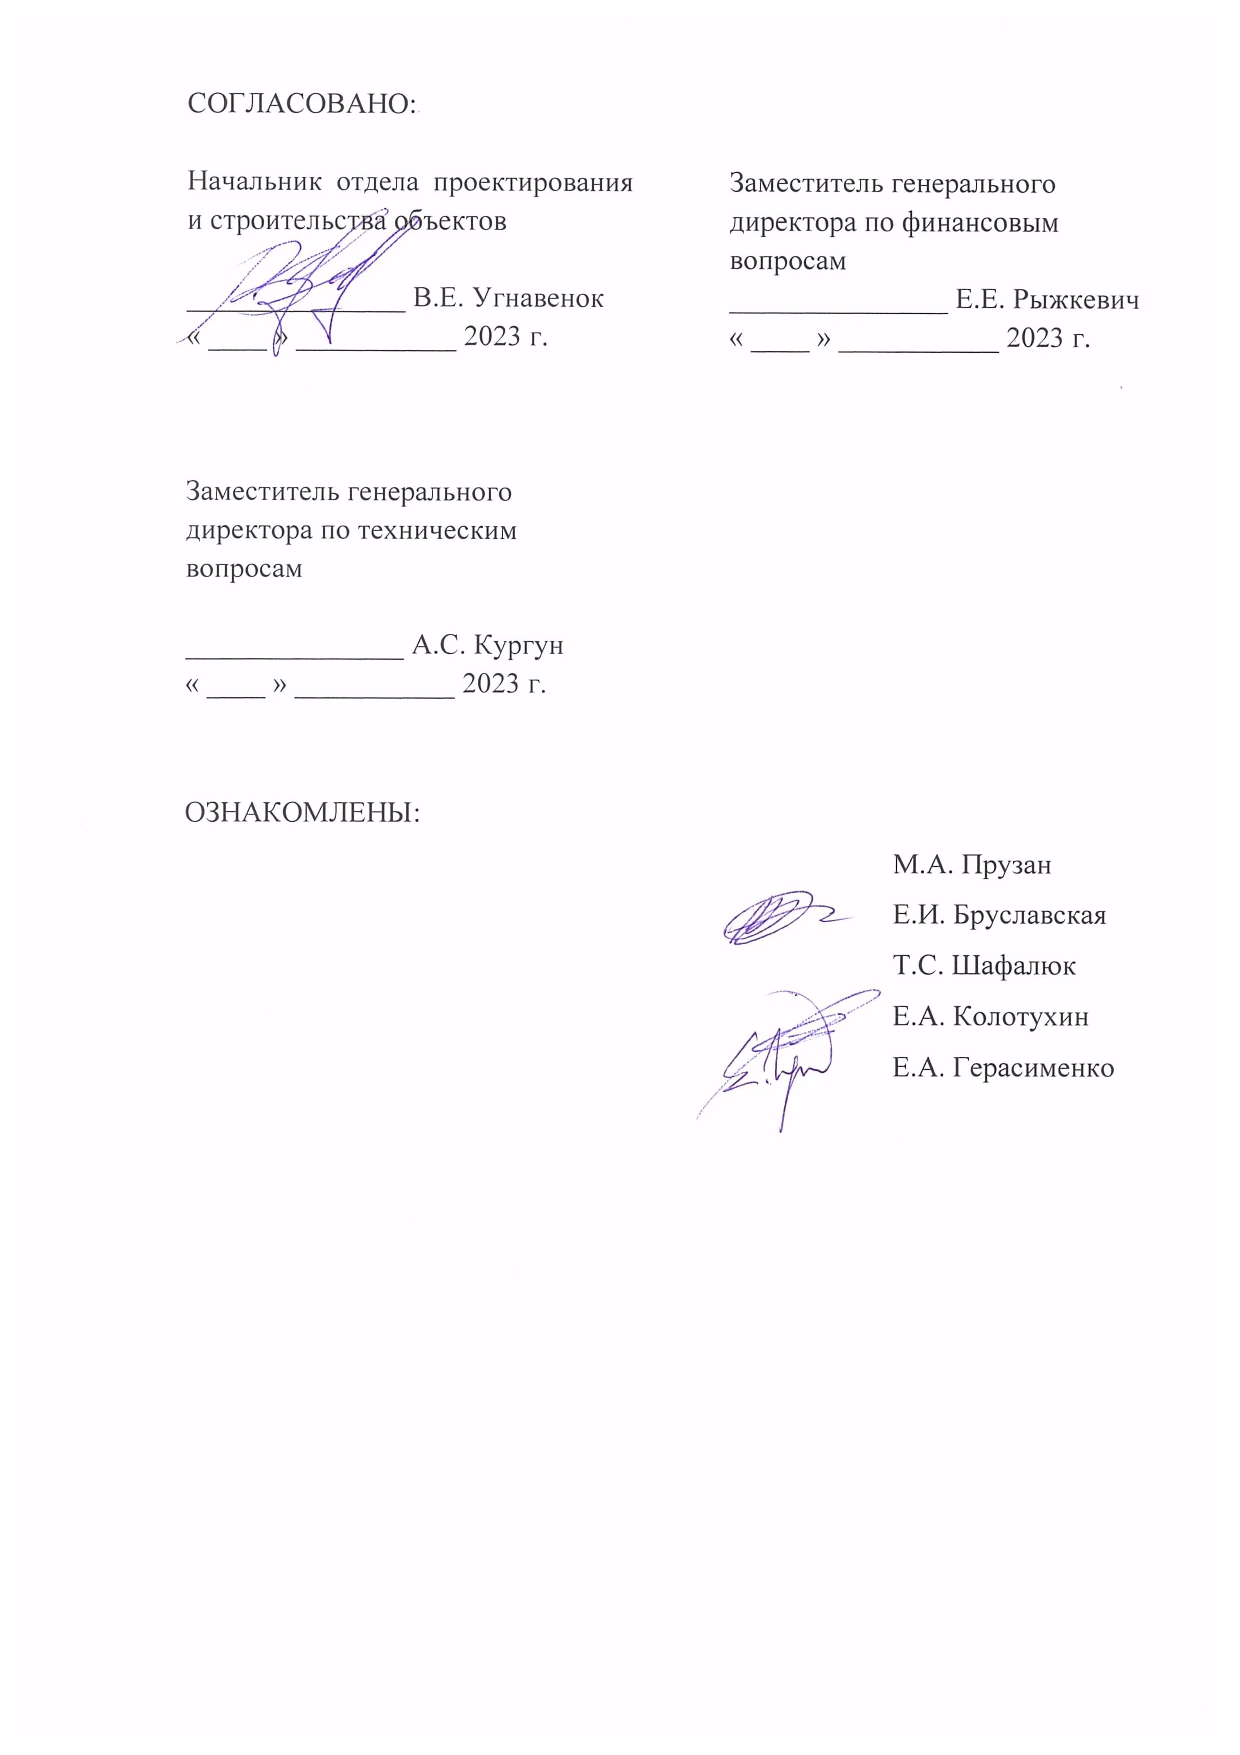 СОГЛАСОВАНО:
Начальник отдела проектирования
и строительства объектов
_______________ В.Е. Угнавенок
« ____ » ___________ 2023 г.
Заместитель генерального
директора по финансовым
вопросам
_______________ Е.Е. Рыжкевич
« ____ » ___________ 2023 г.
Заместитель генерального
директора по техническим
вопросам
_______________ А.С. Кургун
« ____ » ___________ 2023 г.
ОЗНАКОМЛЕНЫ:
М.А. Прузан
Е.И. Бруславская
Т.С. Шафалюк
Е.А. Колотухин
Е.А. Герасименко